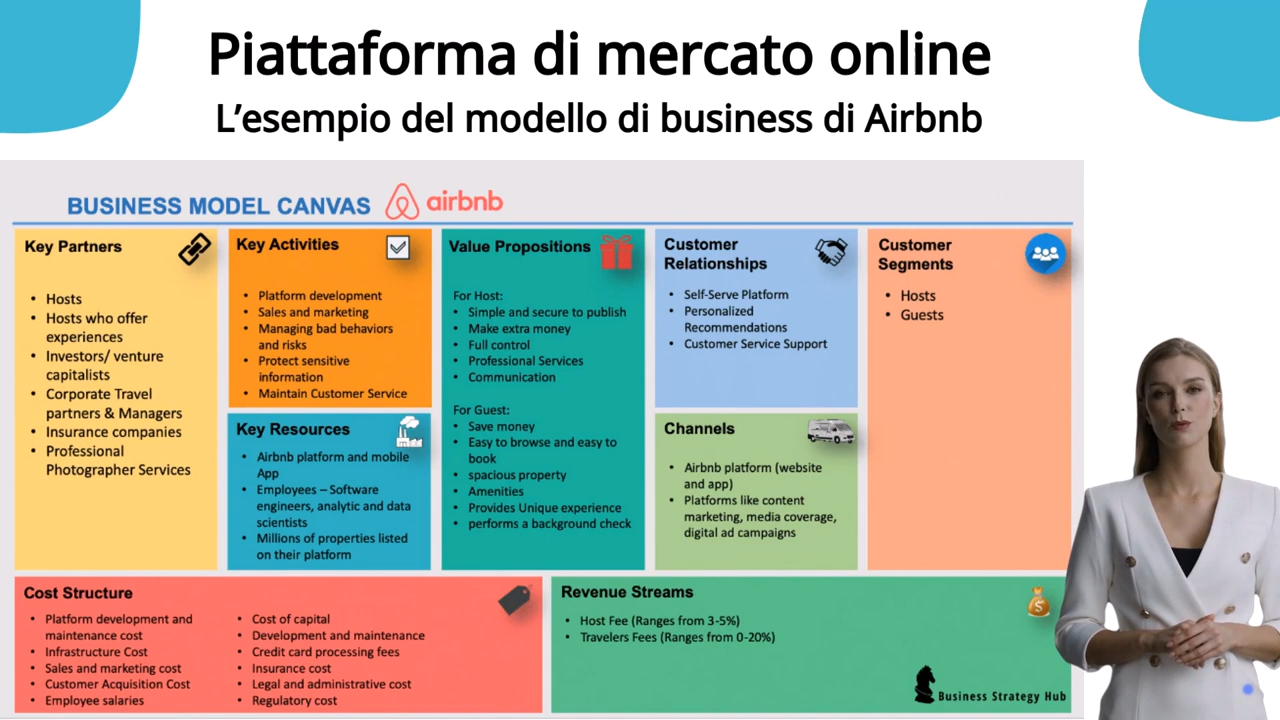 Piattaforma di mercato online
L’esempio del modello di business di Airbnb
BUSINESS MODEL CANVAS
airbnb
Key Partners
• Hosts
• Hosts who offer
experiences
• Investors/ venture
capitalists
• Corporate Travel
partners & Managers
• Insurance companies
• Professional
Photographer Services
Key Activities
• Platform development
• Sales and marketing
• Managing bad behaviors
and risks
• Protect sensitive
information
• Maintain Customer Service
Key Resources
• Airbnb platform and mobile
App
• Employees – Software
engineers, analytic and data
scientists
• Millions of properties listed
on their platform
Value Propositions
For Host:
• Simple and secure to publish
• Make extra money
• Full control
• Professional Services
• Communication
For Guest:
• Save money
• Easy to browse and easy to
book
• spacious property
• Amenities
• Provides Unique experience
• performs a background check
Customer
Relationships
• Self-Serve Platform
• Personalized
Recommendations
• Customer Service Support
Channels
• Airbnb platform (website
and app)
• Platforms like content
marketing, media coverage,
digital ad campaigns
Customer
Segments
• Hosts
• Guests
Cost Structure
• Platform development and
maintenance cost
• Infrastructure Cost
• Sales and marketing cost
• Customer Acquisition Cost
• Employee salaries
• Cost of capital
• Development and maintenance
• Credit card processing fees
• Insurance cost
• Legal and administrative cost
• Regulatory cost
Revenue Streams
• Host Fee (Ranges from 3-5%)
• Travelers Fees (Ranges from 0-20%)
Business Strategy Hub